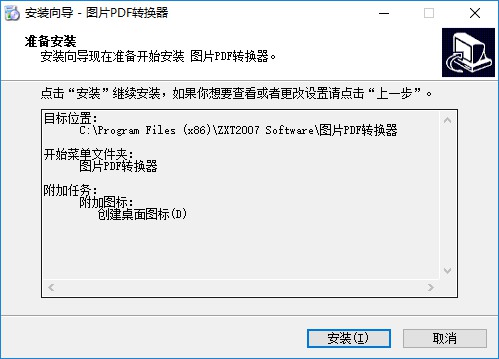 安装向导 - 图片PDF转换器
准备安装
安装向导现在准备开始安装 图片PDF转换器。
点击“安装”继续安装，如果你想要查看或者更改设置请点击“上一步”。
目标位置:
C:\Program Files (x86)\ZXT2007 Software\图片PDF转换器
开始菜单文件夹:
图片PDF转换器
附加任务:
附加图标:
创建桌面图标(D)
安装(I)
取消